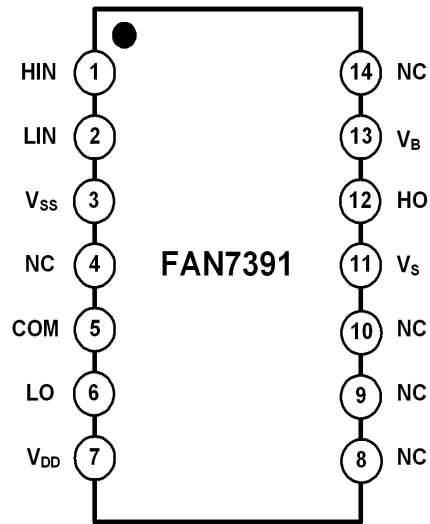 HIN 1 14 NC
LIN 2 13 VB
VSS 3 12 HO
NC 4 FAN7391 11 VS
COM 5 10 NC
LO 6 9 NC
VDD 7 8 NC